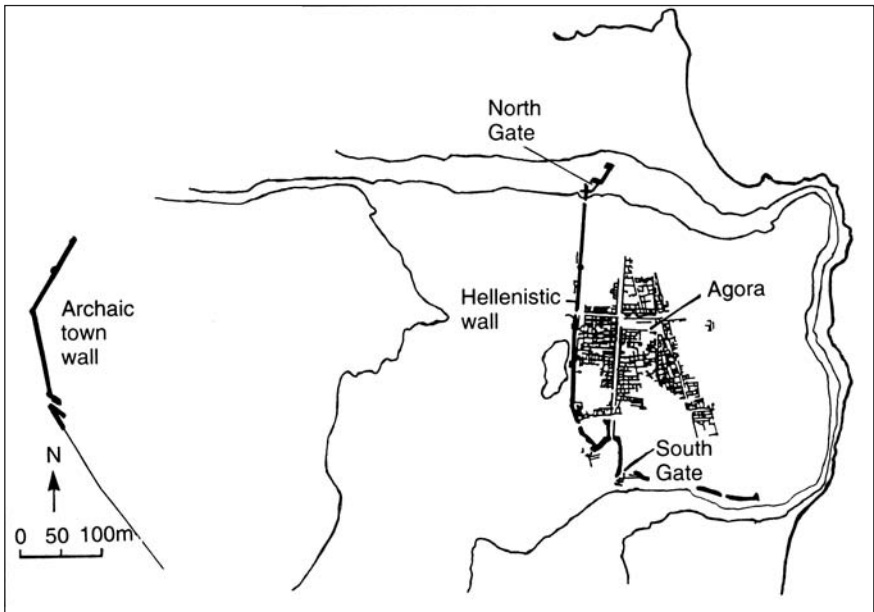 North
Gate
Hellenistic
wall
Agora
Archaic
town
wall
South
Gate
N
0 50 100m